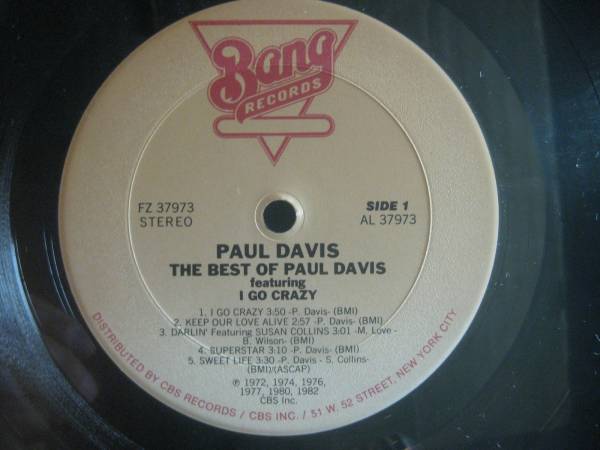 Bang
RECORDS
FZ 37973
STEREO
SIDE 1
AL 37973
PAUL DAVIS
THE BEST OF PAUL DAVIS
featuring
I GO CRAZY
1. I GO CRAZY 3:50 -P. Davis- (BMI)
2. KEEP OUR LOVE ALIVE 2:57 -P. Davis- (BMI)
3. DARLIN' Featuring SUSAN COLLINS 3:01 -M. Love -
B. Wilson- (BMI)
4. SUPERSTAR 3:10 -P. Davis- (BMI)
5. SWEET LIFE 3:30 -P. Davis - S. Collins-
(BMI)/(ASCAP)
℗ 1972, 1974, 1976,
1977, 1980, 1982
CBS Inc.
DISTRIBUTED BY CBS RECORDS / CBS INC. / 51 W. 52 STREET, NEW YORK CITY